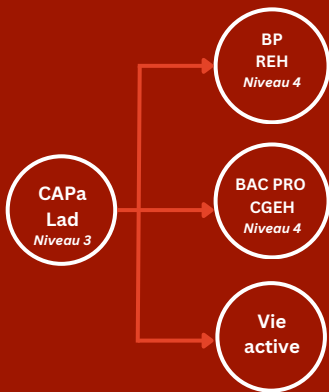 BP
REH
Niveau 4
CAPa
Lad
Niveau 3
BAC PRO
CGEH
Niveau 4
Vie
active